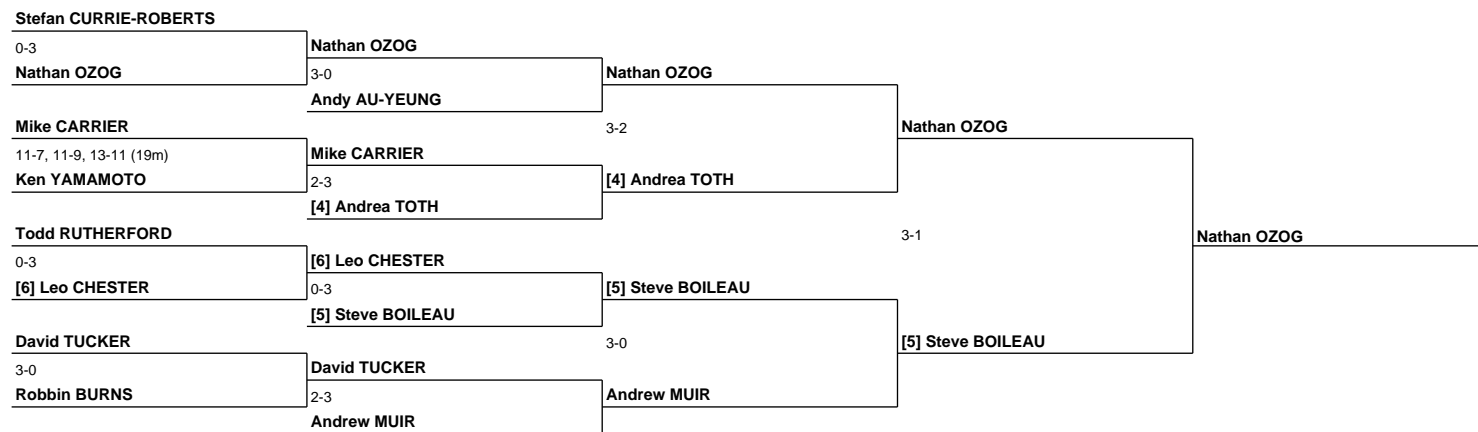 Stefan CURRIE-ROBERTS
0-3
Nathan OZOG
Nathan OZOG
3-0
Nathan OZOG
Andy AU-YEUNG
Mike CARRIER
3-2
Nathan OZOG
11-7, 11-9, 13-11 (19m)
Mike CARRIER
Ken YAMAMOTO
2-3
[4] Andrea TOTH
[4] Andrea TOTH
Todd RUTHERFORD
3-1
Nathan OZOG
0-3
[6] Leo CHESTER
[6] Leo CHESTER
0-3
[5] Steve BOILEAU
[5] Steve BOILEAU
David TUCKER
3-0
[5] Steve BOILEAU
3-0
David TUCKER
Robbin BURNS
2-3
Andrew MUIR
Andrew MUIR